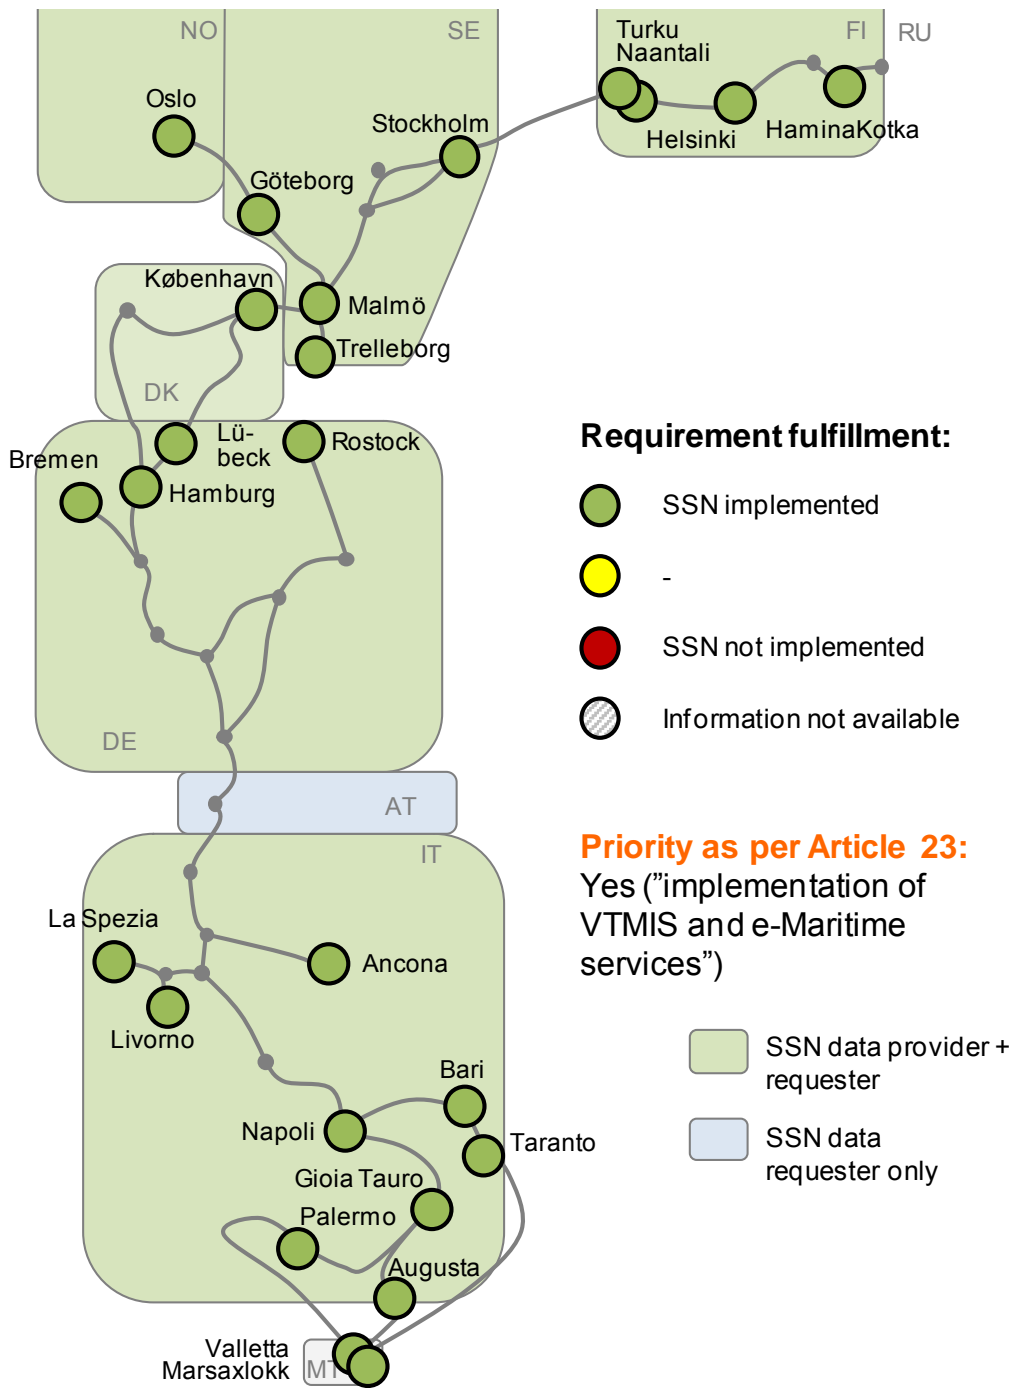 NO
SE
Turku
Naantali
FI
RU
Oslo
Stockholm
Helsinki
HaminaKotka
Göteborg
København
Malmö
Trelleborg
DK
Lü-
beck
Rostock
Bremen
Hamburg
DE
AT
IT
La Spezia
Ancona
Livorno
Bari
Napoli
Taranto
Gioia Tauro
Palermo
Augusta
Valletta
Marsaxlokk
MT
Requirement fulfillment:
SSN implemented
-
SSN not implemented
Information not available
Priority as per Article 23:
Yes (”implementation of
VTMIS and e-Maritime
services”)
SSN data provider +
requester
SSN data
requester only